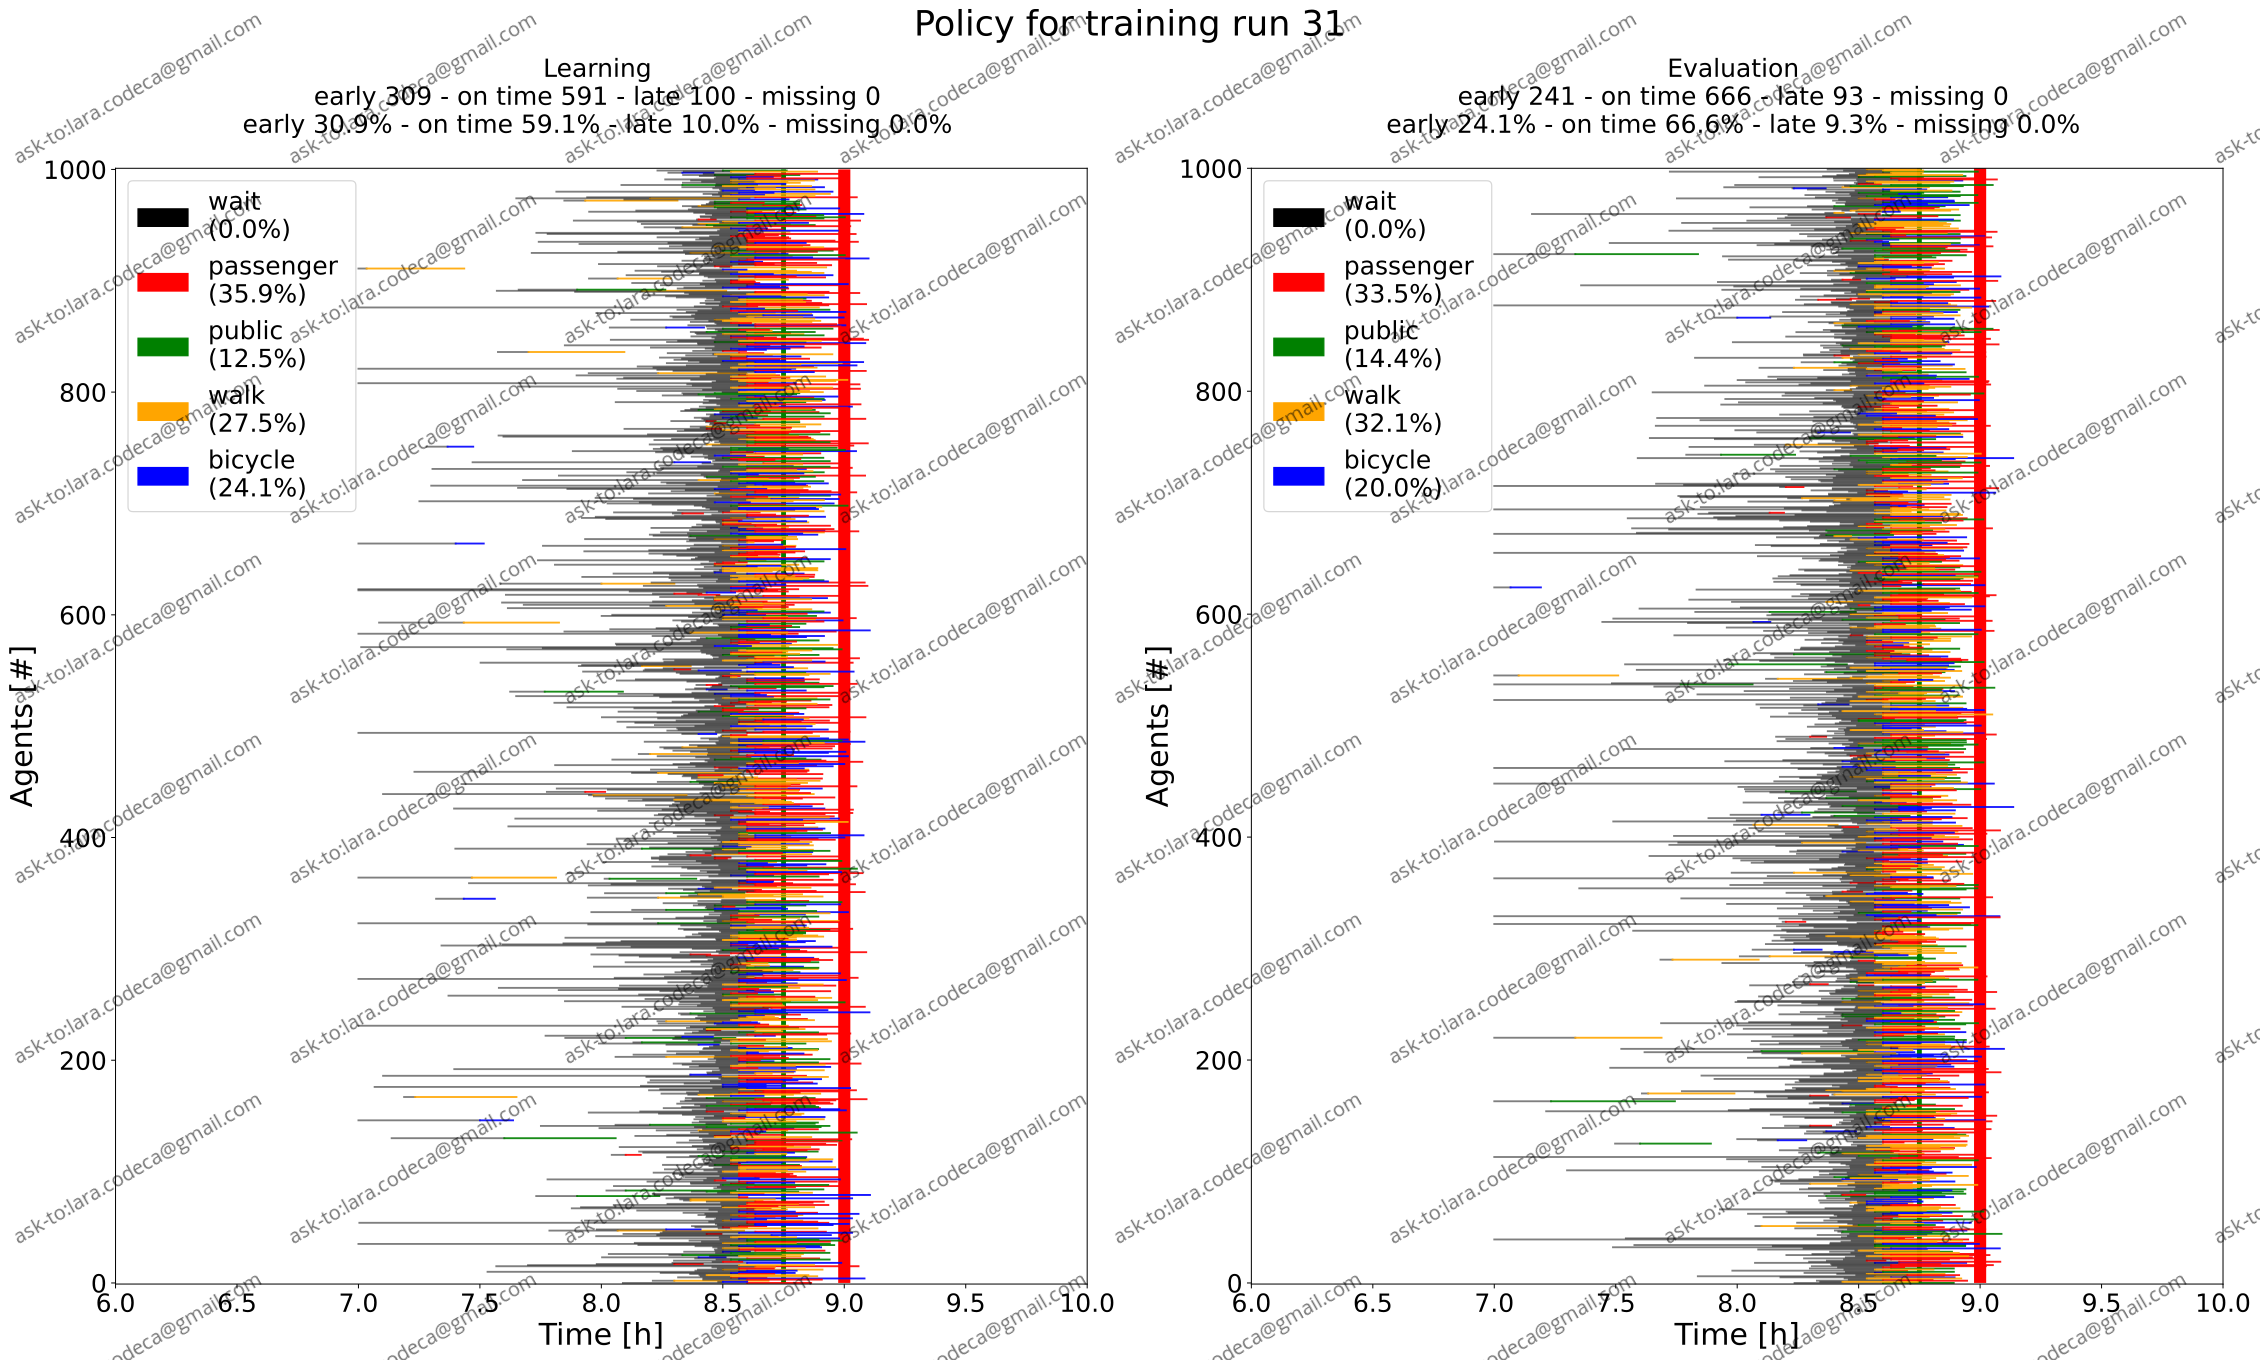 Policy for training run 31
Learning
early 309 - on time 591 - late 100 - missing 0
early 30.9% - on time 59.1% - late 10.0% - missing 0.0%
1000
800
600
400
200
0
Agents [#]
wait
(0.0%)
passenger
(35.9%)
public
(12.5%)
walk
(27.5%)
bicycle
(24.1%)
6.0 6.5 7.0 7.5 8.0 8.5 9.0 9.5 10.0
Time [h]
Evaluation
early 241 - on time 666 - late 93 - missing 0
early 24.1% - on time 66.6% - late 9.3% - missing 0.0%
1000
800
600
400
200
0
Agents [#]
wait
(0.0%)
passenger
(33.5%)
public
(14.4%)
walk
(32.1%)
bicycle
(20.0%)
6.0 6.5 7.0 7.5 8.0 8.5 9.0 9.5 10.0
Time [h]
ask-to:lara.codeca@gmail.com